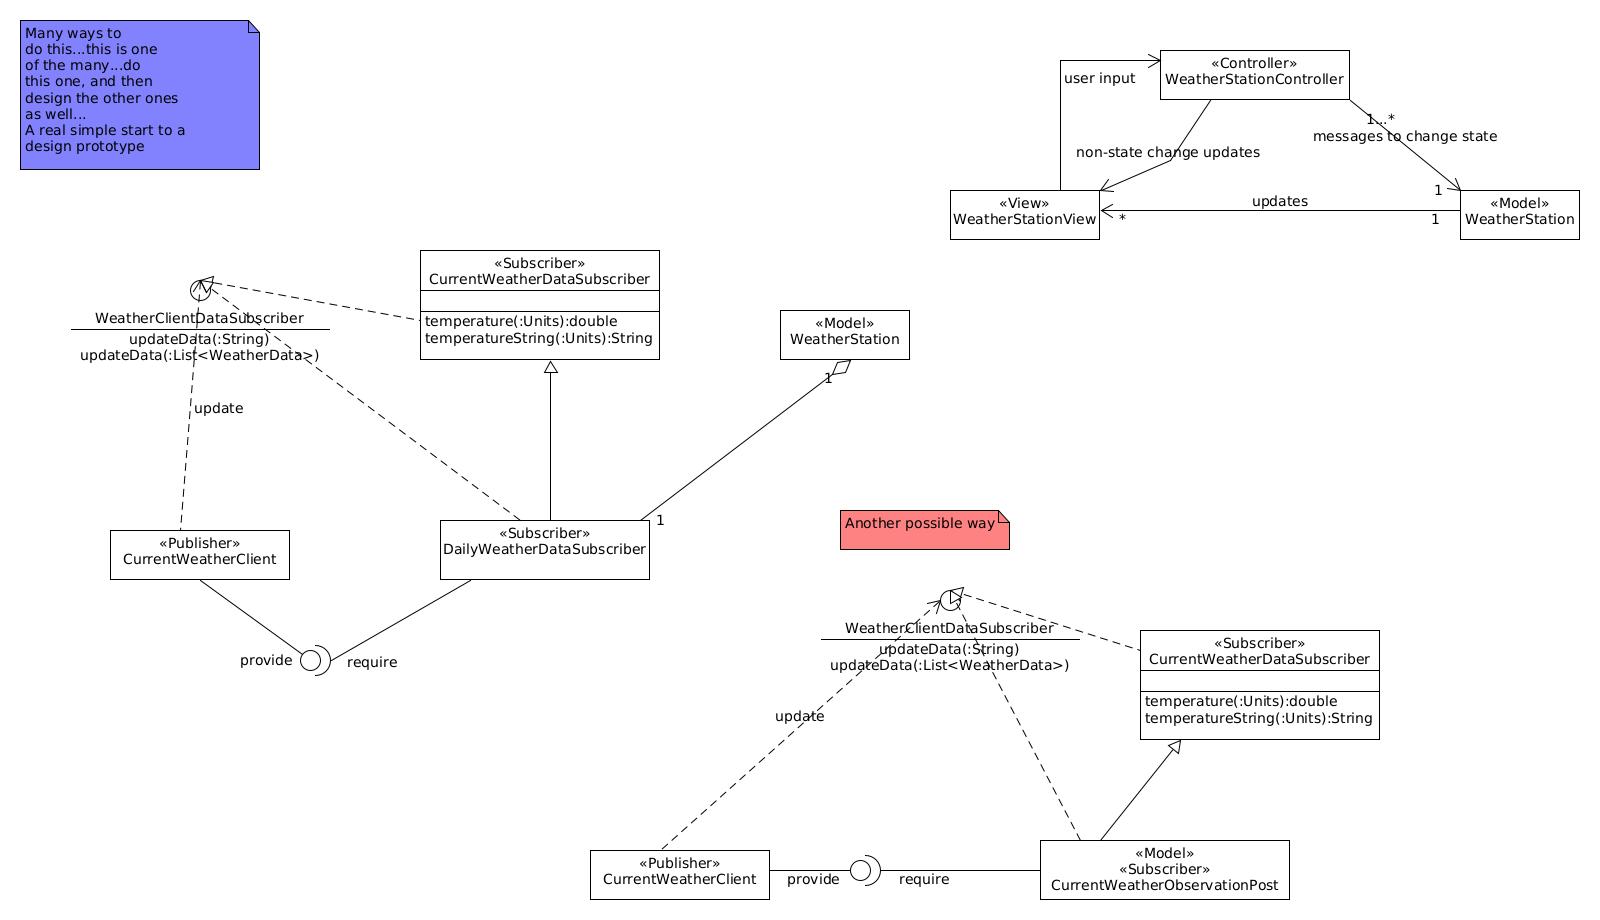 Many ways to
do this...this is one
of the many...do
this one, and then
design the other ones
as well...
A real simple start to a
design prototype
«Controller»
WeatherStationController
user input
1...*
messages to change state
non-state change updates
1
«View»
WeatherStationView
updates
*
1
«Model»
WeatherStation
«Subscriber»
CurrentWeatherDataSubscriber
temperature(:Units):double
temperatureString(:Units):String
WeatherClientDataSubscriber
updateData(:String)
updateData(:List<WeatherData>)
«Model»
WeatherStation
1
update
1
«Publisher»
CurrentWeatherClient
«Subscriber»
DailyWeatherDataSubscriber
provide
require
Another possible way
WeatherClientDataSubscriber
updateData(:String)
updateData(:List<WeatherData>)
«Subscriber»
CurrentWeatherDataSubscriber
temperature(:Units):double
temperatureString(:Units):String
update
«Publisher»
CurrentWeatherClient
provide
require
«Model»
«Subscriber»
CurrentWeatherObservationPost